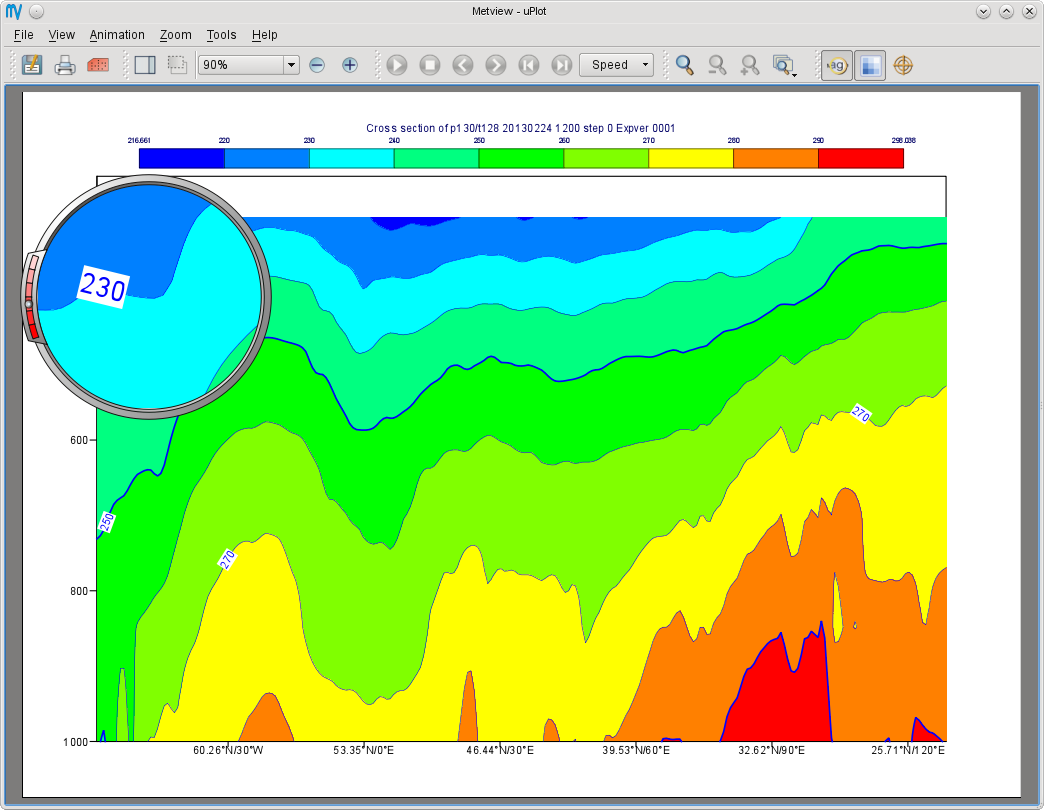 Metview - uPlot
File View Animation Zoom Tools Help
90% Speed ag
Cross section of p130/t128 20130224 1200 step 0 Expver 0001
216.661 220 230 240 250 260 270 280 290 298.038
230
270
600
250
270
800
1000
60.26°N/30°W 53.35°N/0°E 46.44°N/30°E 39.53°N/60°E 32.62°N/90°E 25.71°N/120°E